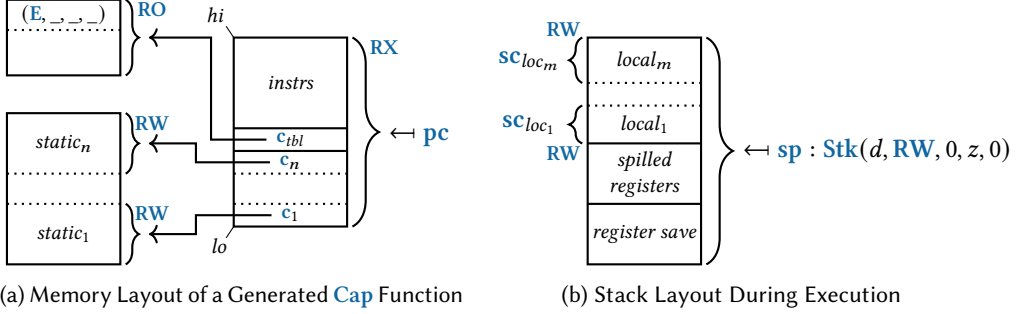 (E, _, _, _)
RO
hi
RX
instrs
c_tbl
pc
RW
static_n
c_n
RW
static_1
c_1
lo
(a) Memory Layout of a Generated Cap Function
RW
sc_loc_m
local_m
sc_loc_1
local_1
RW
spilled
registers
register save
sp : Stk(d, RW, 0, z, 0)
(b) Stack Layout During Execution